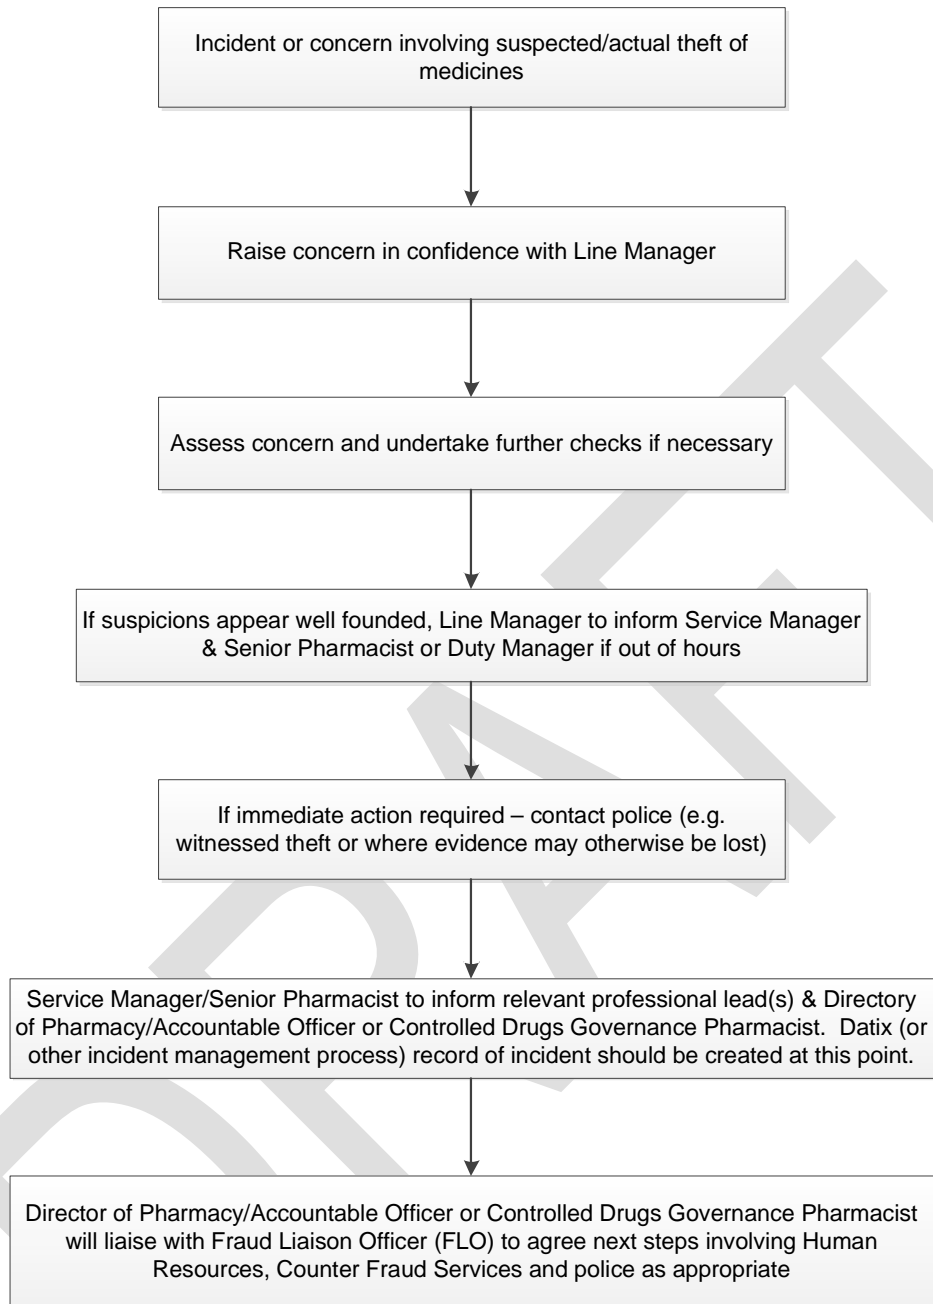 Incident or concern involving suspected/actual theft of
medicines
Raise concern in confidence with Line Manager
Assess concern and undertake further checks if necessary
If suspicions appear well founded, Line Manager to inform Service Manager
& Senior Pharmacist or Duty Manager if out of hours
If immediate action required – contact police (e.g.
witnessed theft or where evidence may otherwise be lost)
Service Manager/Senior Pharmacist to inform relevant professional lead(s) & Directory
of Pharmacy/Accountable Officer or Controlled Drugs Governance Pharmacist.  Datix (or
other incident management process) record of incident should be created at this point.
Director of Pharmacy/Accountable Officer or Controlled Drugs Governance Pharmacist
will liaise with Fraud Liaison Officer (FLO) to agree next steps involving Human
Resources, Counter Fraud Services and police as appropriate
DRAFT